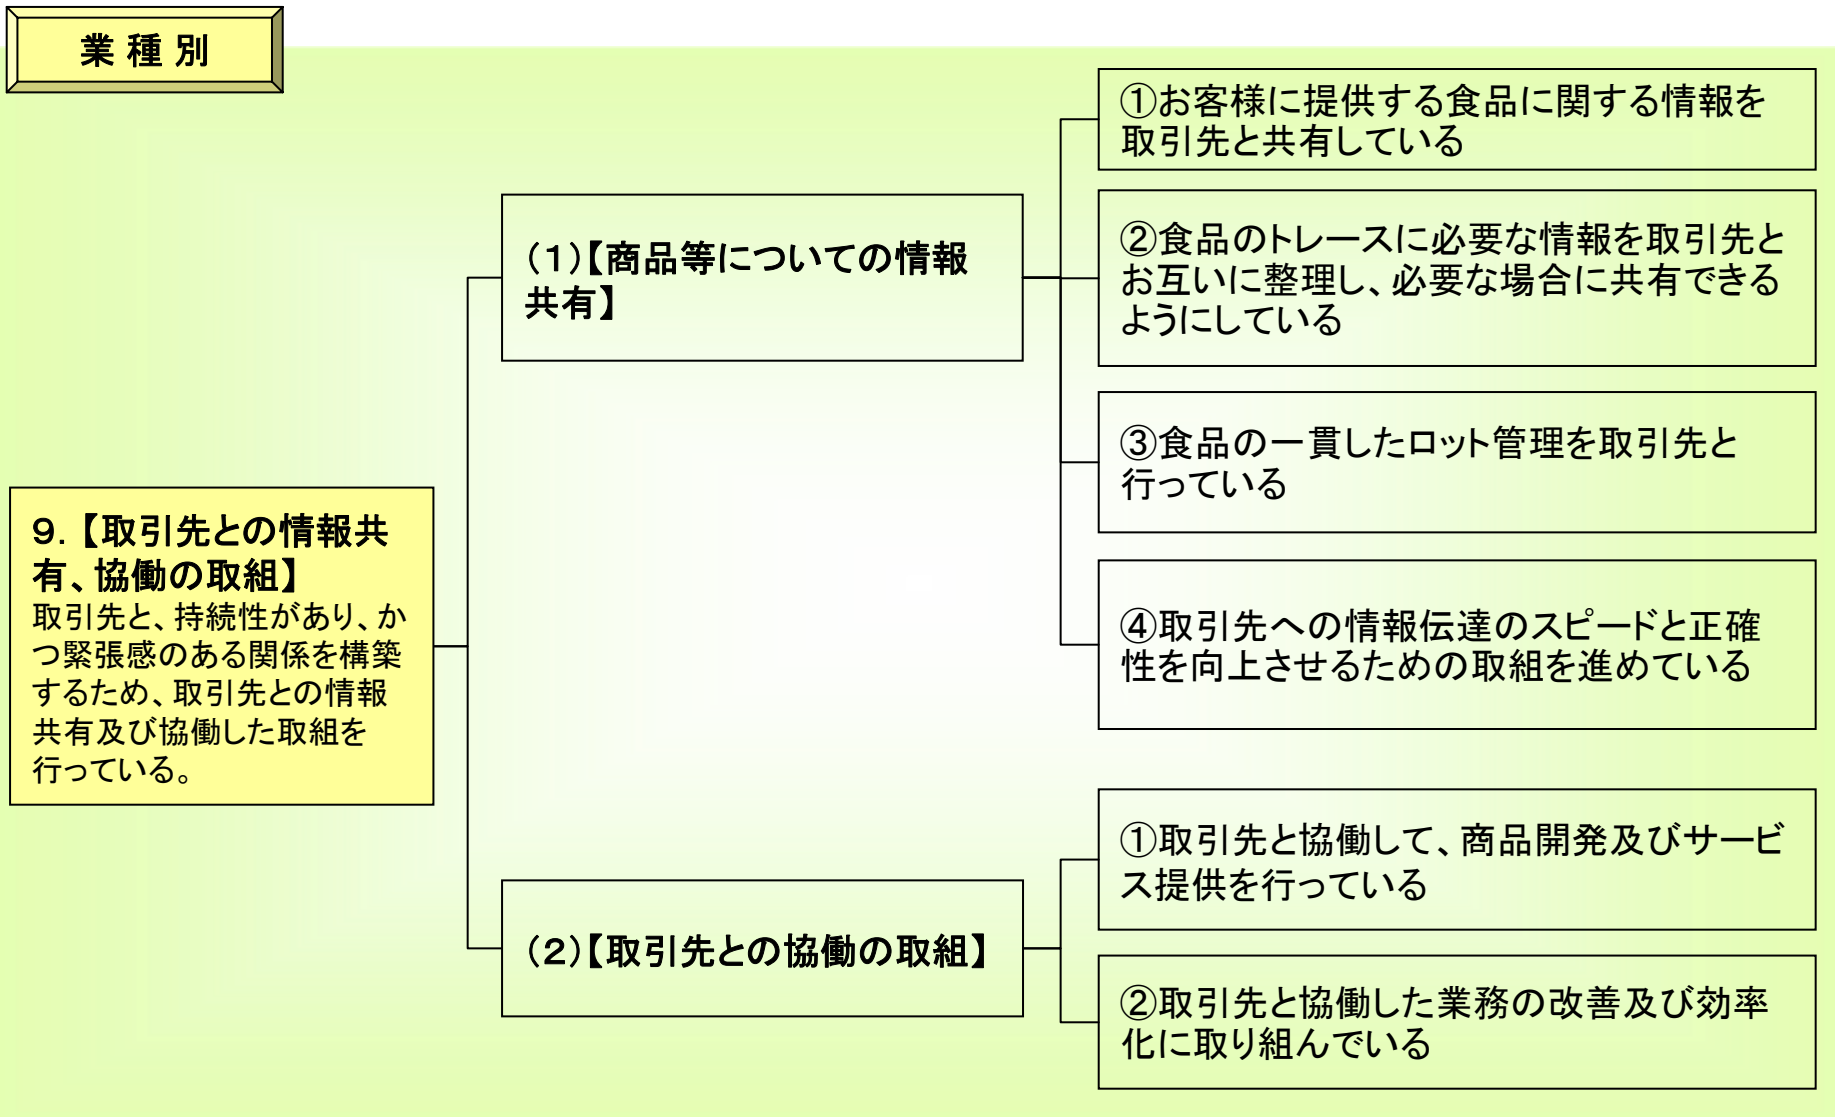 業 種 別
９．【取引先との情報共
有、協働の取組】
取引先と、持続性があり、か
つ緊張感のある関係を構築
するため、取引先との情報
共有及び協働した取組を
行っている。
（１）【商品等についての情報
共有】
①お客様に提供する食品に関する情報を
取引先と共有している
②食品のトレースに必要な情報を取引先と
お互いに整理し、必要な場合に共有できる
ようにしている
③食品の一貫したロット管理を取引先と
行っている
④取引先への情報伝達のスピードと正確
性を向上させるための取組を進めている
（２）【取引先との協働の取組】
①取引先と協働して、商品開発及びサービ
ス提供を行っている
②取引先と協働した業務の改善及び効率
化に取り組んでいる